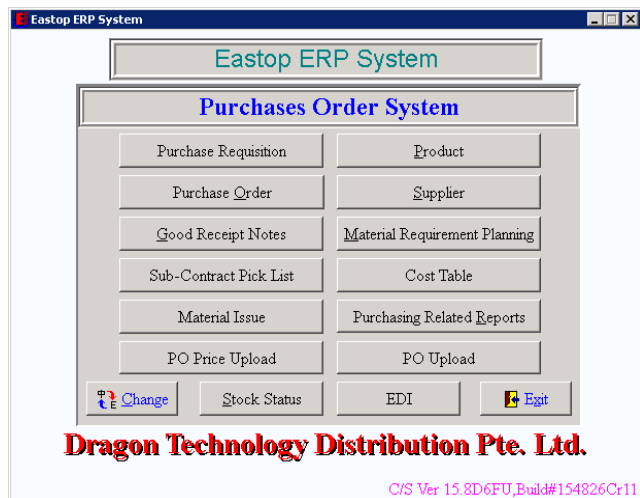 Eastop ERP System
Eastop ERP System
Purchases Order System
Purchase Requisition
Product
Purchase Order
Supplier
Good Receipt Notes
Material Requirement Planning
Sub-Contract Pick List
Cost Table
Material Issue
Purchasing Related Reports
PO Price Upload
PO Upload
中 E Change
Stock Status
EDI
Exit
Dragon Technology Distribution Pte. Ltd.
C/S Ver 15.8D6FU,Build#154826Cr11